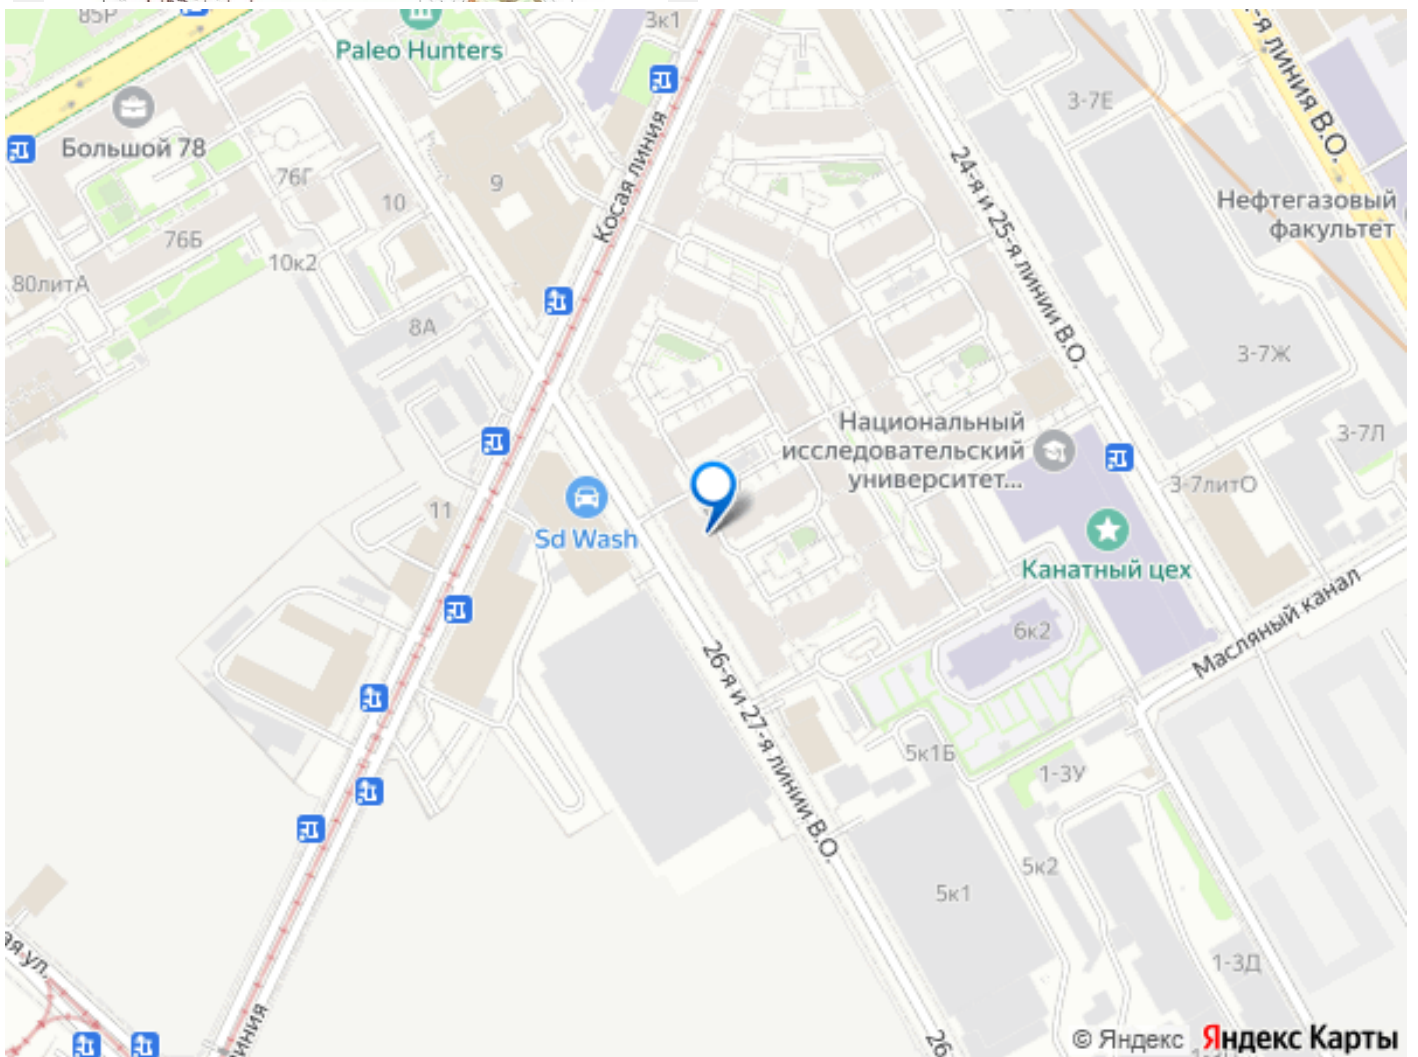 85Р
3к1
Paleo Hunters
-я линия В.О.
3-7Е
Большой 78
76Г
9
10
Косая линия
24-я и 25-я линии В.О.
Нефтегазовый
факультет
76Б
10к2
80литА
8А
3-7Ж
Национальный
исследовательский
университет...
3-7Л
3-7литО
11
Sd Wash
Канатный цех
6к2
Масляный канал
26-я и 27-я линии В.О.
5к1Б
1-3У
5к2
5к1
ая ул.
1-3Д
линия
26
© Яндекс Яндекс Карты